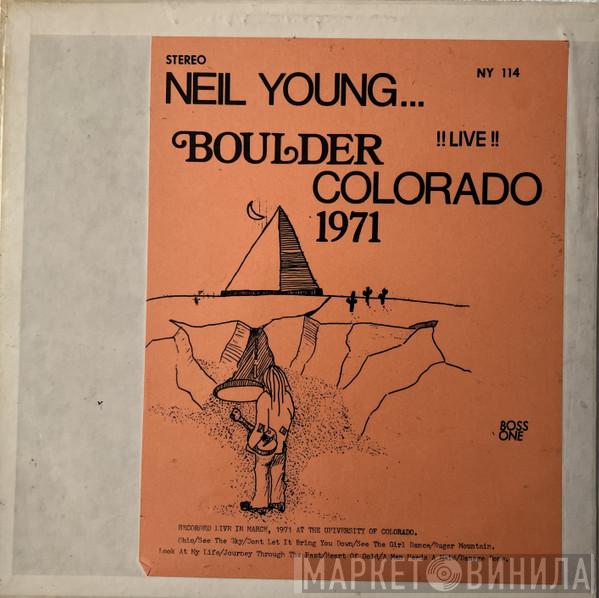 STEREO
NY 114
NEIL YOUNG...
BOULDER
!! LIVE !!
COLORADO
1971
BOSS
ONE
RECORDED LIVE IN MARCH, 1971 AT THE UNIVERSITY OF COLORADO.
Ohio/See The Sky/Dont Let It Bring You Down/See The Girl Dance/Sugar Mountain.
Look At My Life/Journey Through The Past/Heart Of Gold/A Man Needs A Maid/Damage Done.
МАРКЕТ ВИНИЛА